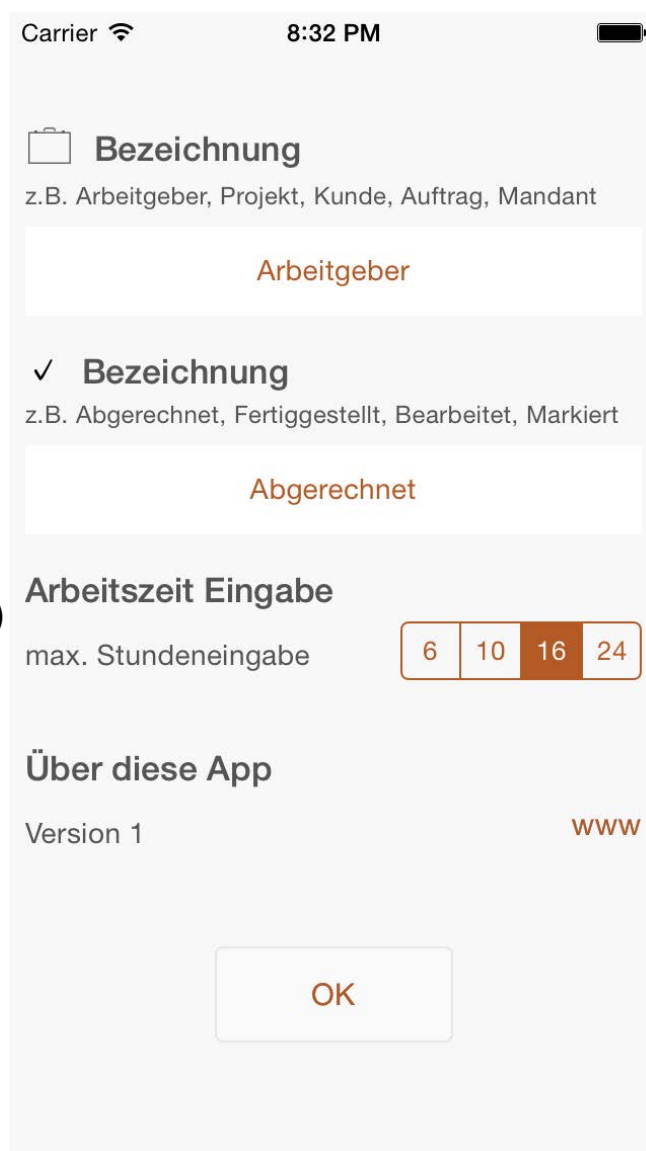 Carrier 8:32 PM
Bezeichnung
z.B. Arbeitgeber, Projekt, Kunde, Auftrag, Mandant
Arbeitgeber
✓ Bezeichnung
z.B. Abgerechnet, Fertiggestellt, Bearbeitet, Markiert
Abgerechnet
Arbeitszeit Eingabe
)
max. Stundeneingabe 6 10 16 24
Über diese App
Version 1 www
OK